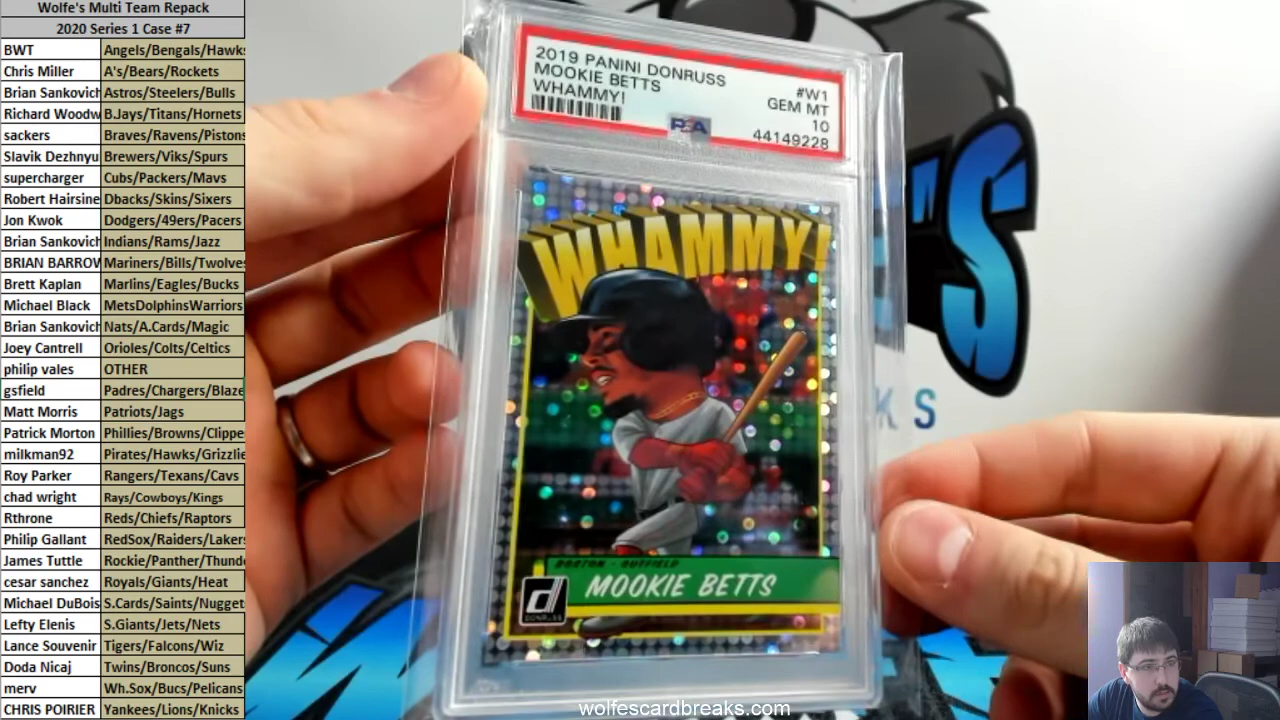 Wolfe's Multi Team Repack
2020 Series 1 Case #7
BWT Angels/Bengals/Hawks
Chris Miller A's/Bears/Rockets
Brian Sankovich Astros/Steelers/Bulls
Richard Woodw B.Jays/Titans/Hornets
sackers Braves/Ravens/Pistons
Slavik Dezhnyu Brewers/Viks/Spurs
supercharger Cubs/Packers/Mavs
Robert Hairsine Dbacks/Skins/Sixers
Jon Kwok Dodgers/49ers/Pacers
Brian Sankovich Indians/Rams/Jazz
BRIAN BARROW Mariners/Bills/Twolves
Brett Kaplan Marlins/Eagles/Bucks
Michael Black MetsDolphinsWarriors
Brian Sankovich Nats/A.Cards/Magic
Joey Cantrell Orioles/Colts/Celtics
philip vales OTHER
gsfield Padres/Chargers/Blaze
Matt Morris Patriots/Jags
Patrick Morton Phillies/Browns/Clippe
milkman92 Pirates/Hawks/Grizzlie
Roy Parker Rangers/Texans/Cavs
chad wright Rays/Cowboys/Kings
Rthrone Reds/Chiefs/Raptors
Philip Gallant RedSox/Raiders/Lakers
James Tuttle Rockie/Panther/Thund
cesar sanchez Royals/Giants/Heat
Michael DuBois S.Cards/Saints/Nugget
Lefty Elenis S.Giants/Jets/Nets
Lance Souvenir Tigers/Falcons/Wiz
Doda Nicaj Twins/Broncos/Suns
merv Wh.Sox/Bucs/Pelicans
CHRIS POIRIER Yankees/Lions/Knicks
2019 PANINI DONRUSS #W1
MOOKIE BETTS GEM MT
WHAMMY! 10
PSA 44149228
WHAMMY!
BOSTON - OUTFIELD
MOOKIE BETTS
d
DONRUSS
'S
KS
wolfescardbreaks.com